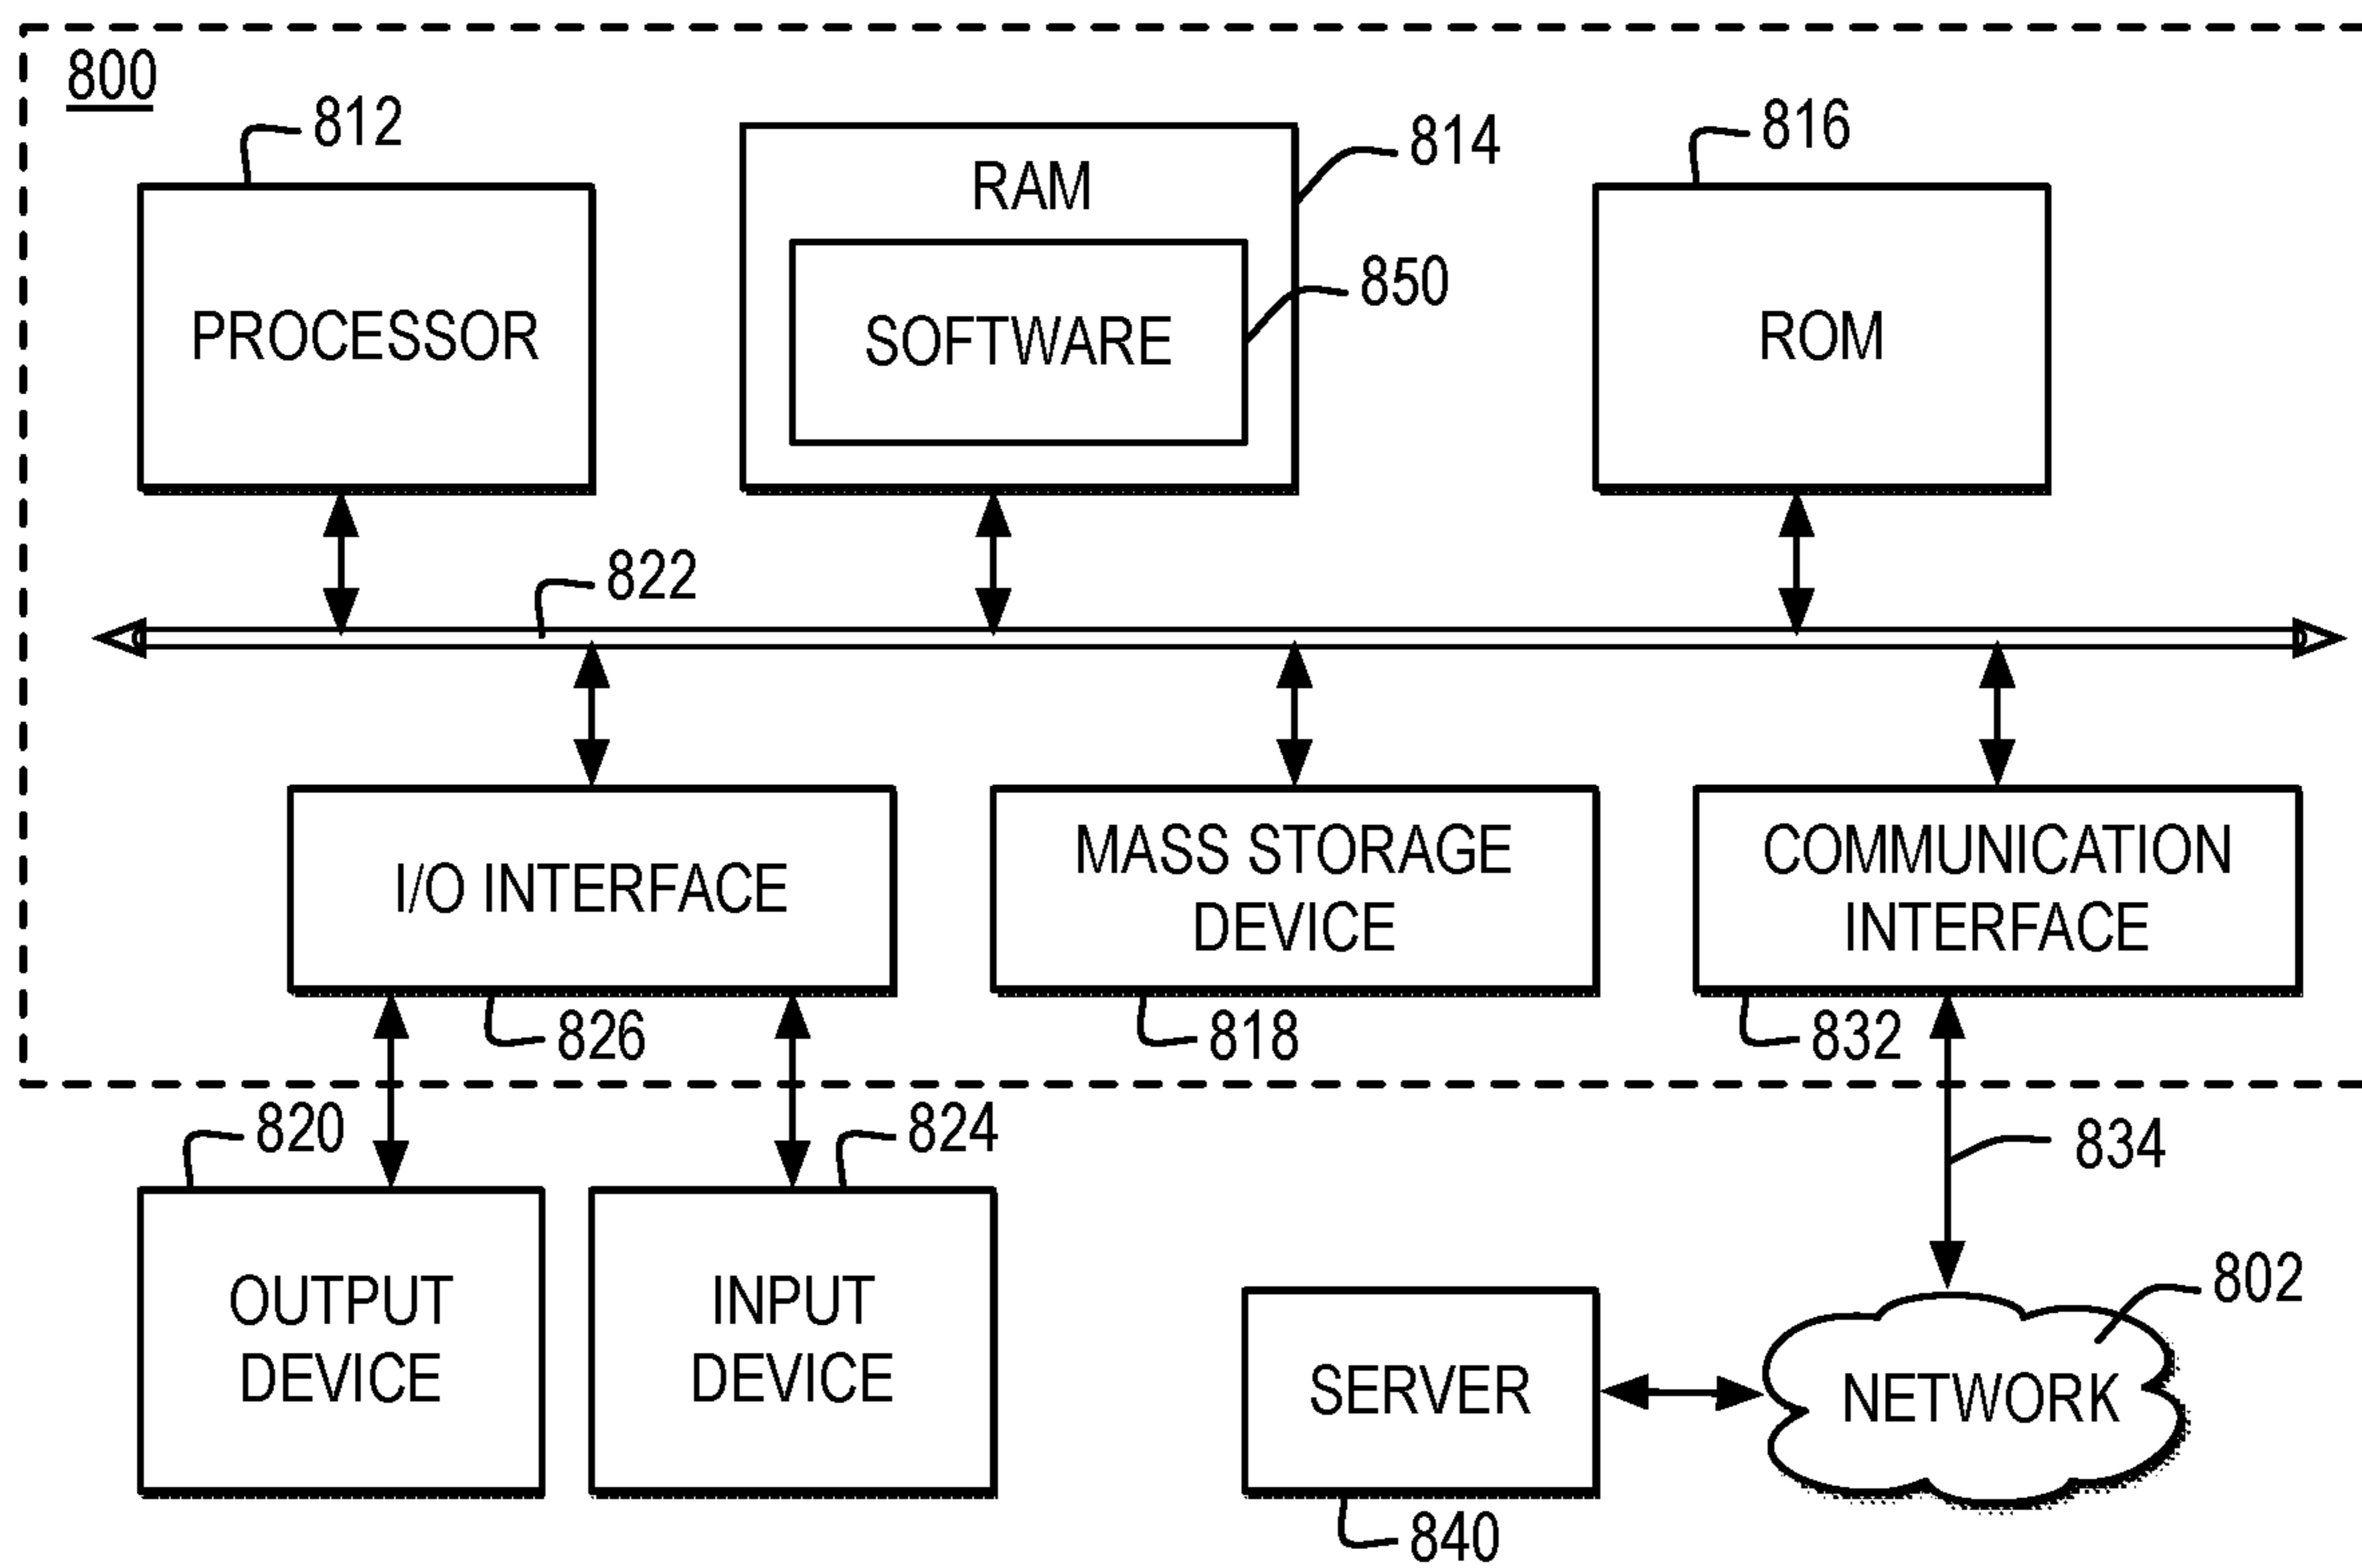 800
812
814
816
RAM
PROCESSOR
SOFTWARE
850
ROM
822
I/O INTERFACE
MASS STORAGE
DEVICE
COMMUNICATION
INTERFACE
826
818
832
820
824
834
OUTPUT
DEVICE
INPUT
DEVICE
SERVER
802
NETWORK
840